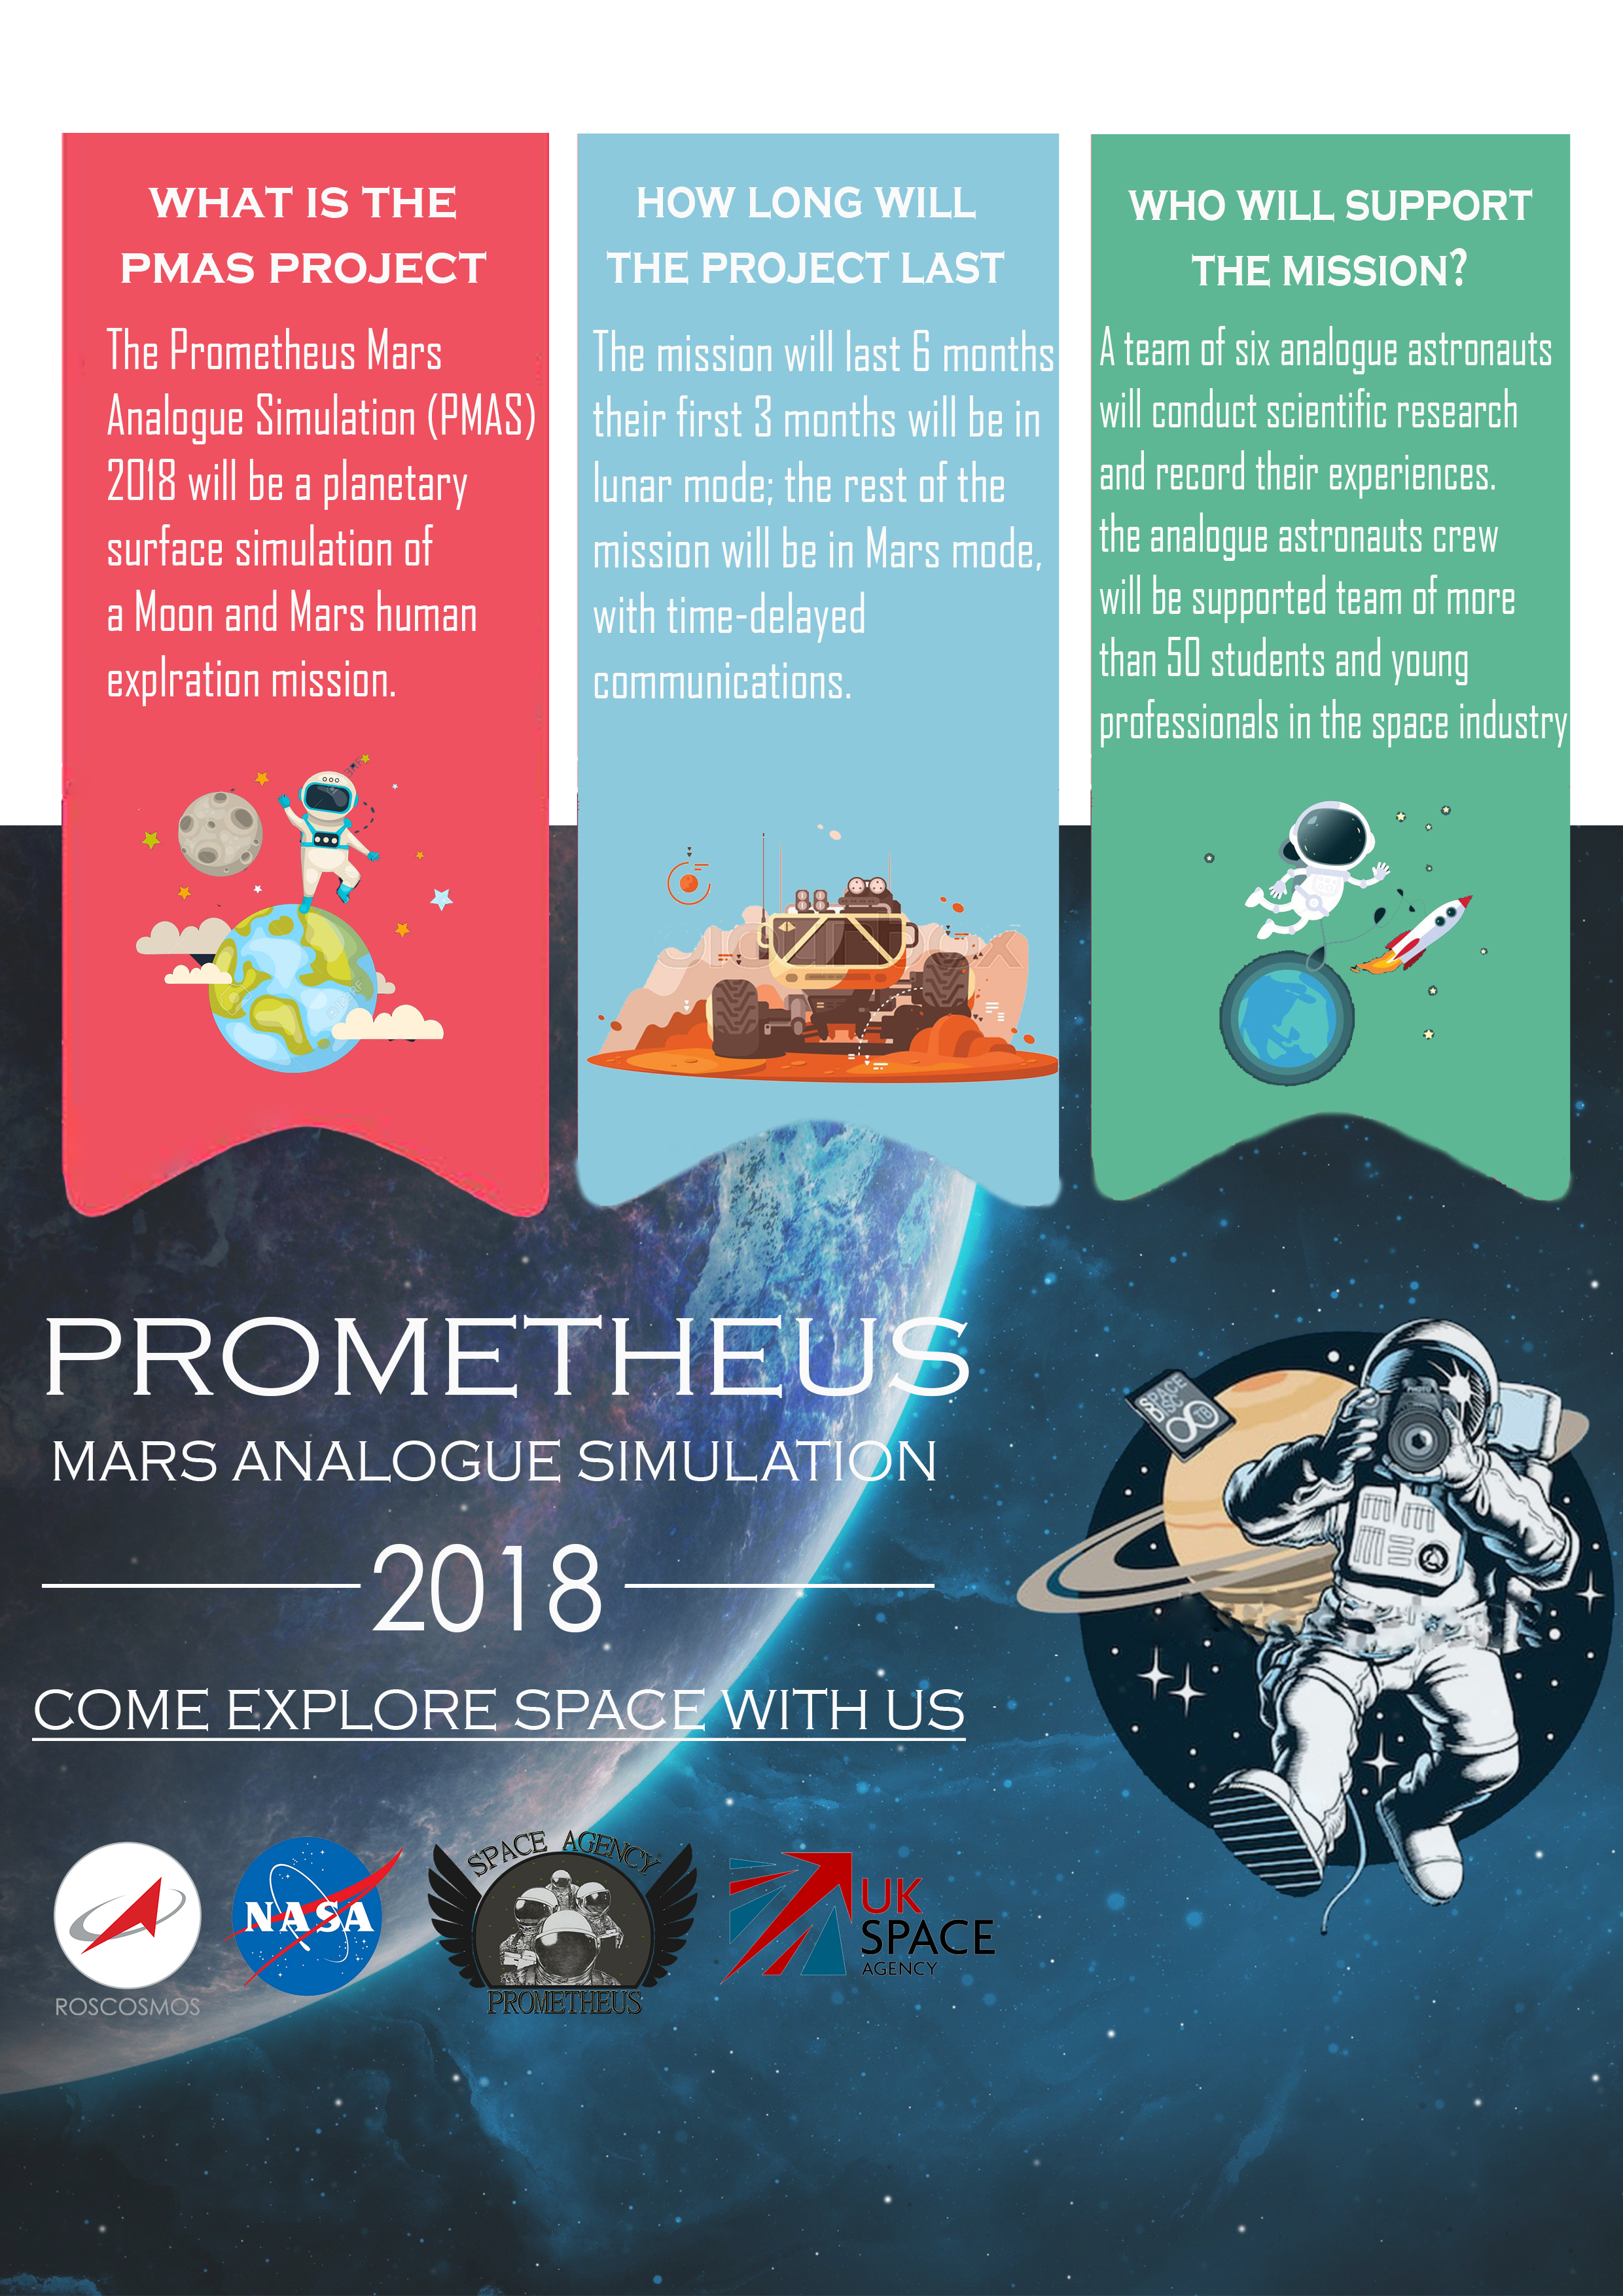 WHAT IS THE
PMAS PROJECT
The Prometheus Mars
Analogue Simulation (PMAS)
2018 will be a planetary
surface simulation of
a Moon and Mars human
explration mission.
HOW LONG WILL
THE PROJECT LAST
The mission will last 6 months
their first 3 months will be in
lunar mode; the rest of the
mission will be in Mars mode,
with time-delayed
communications.
WHO WILL SUPPORT
THE MISSION?
A team of six analogue astronauts
will conduct scientific research
and record their experiences.
the analogue astronauts crew
will be supported team of more
than 50 students and young
professionals in the space industry
PROMETHEUS
MARS ANALOGUE SIMULATION
2018
COME EXPLORE SPACE WITH US
SPACE
DISC
ROSCOSMOS
NASA
SPACE AGENCY
PROMETHEUS
UK
SPACE
AGENCY